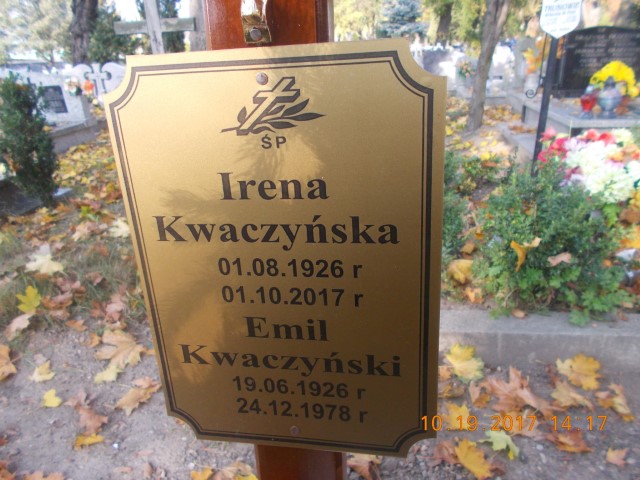 ŚP
Irena
Kwaczyńska
01.08.1926 r
01.10.2017 r
Emil
Kwaczyński
19.06.1926 r
24.12.1978 r
10 19 2017 14:17